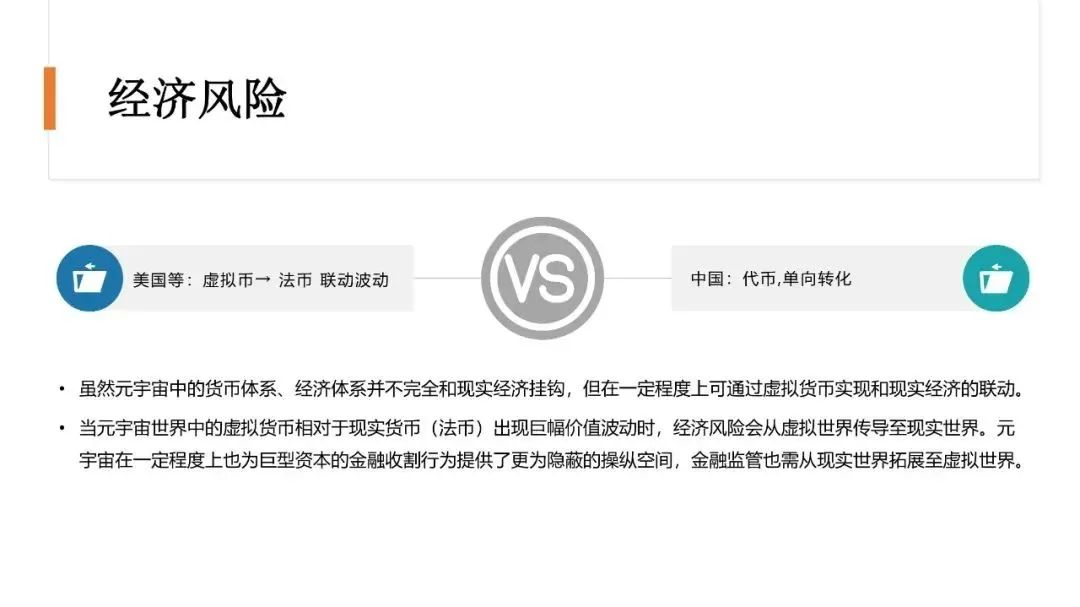 经济风险
美国等：虚拟币→ 法币 联动波动
VS
中国：代币,单向转化
• 虽然元宇宙中的货币体系、经济体系并不完全和现实经济挂钩，但在一定程度上可通过虚拟货币实现和现实经济的联动。
• 当元宇宙世界中的虚拟货币相对于现实货币（法币）出现巨幅价值波动时，经济风险会从虚拟世界传导至现实世界。元
宇宙在一定程度上也为巨型资本的金融收割行为提供了更为隐蔽的操纵空间，金融监管也需从现实世界拓展至虚拟世界。